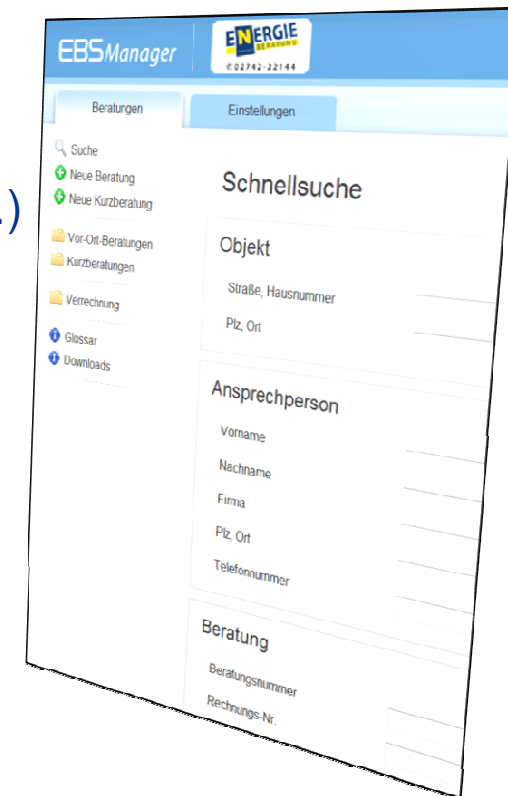 .)
EBSManager
ENERGIE
BERATUNG
✆ 02742-22144
Beratungen
Einstellungen
Suche
Neue Beratung
Neue Kurzberatung
Vor-Ort-Beratungen
Kurzberatungen
Verrechnung
Glossar
Downloads
Schnellsuche
Objekt
Straße, Hausnummer
Plz, Ort
Ansprechperson
Vorname
Nachname
Firma
Plz, Ort
Telefonnummer
Beratung
Beratungsnummer
Rechnungs-Nr.